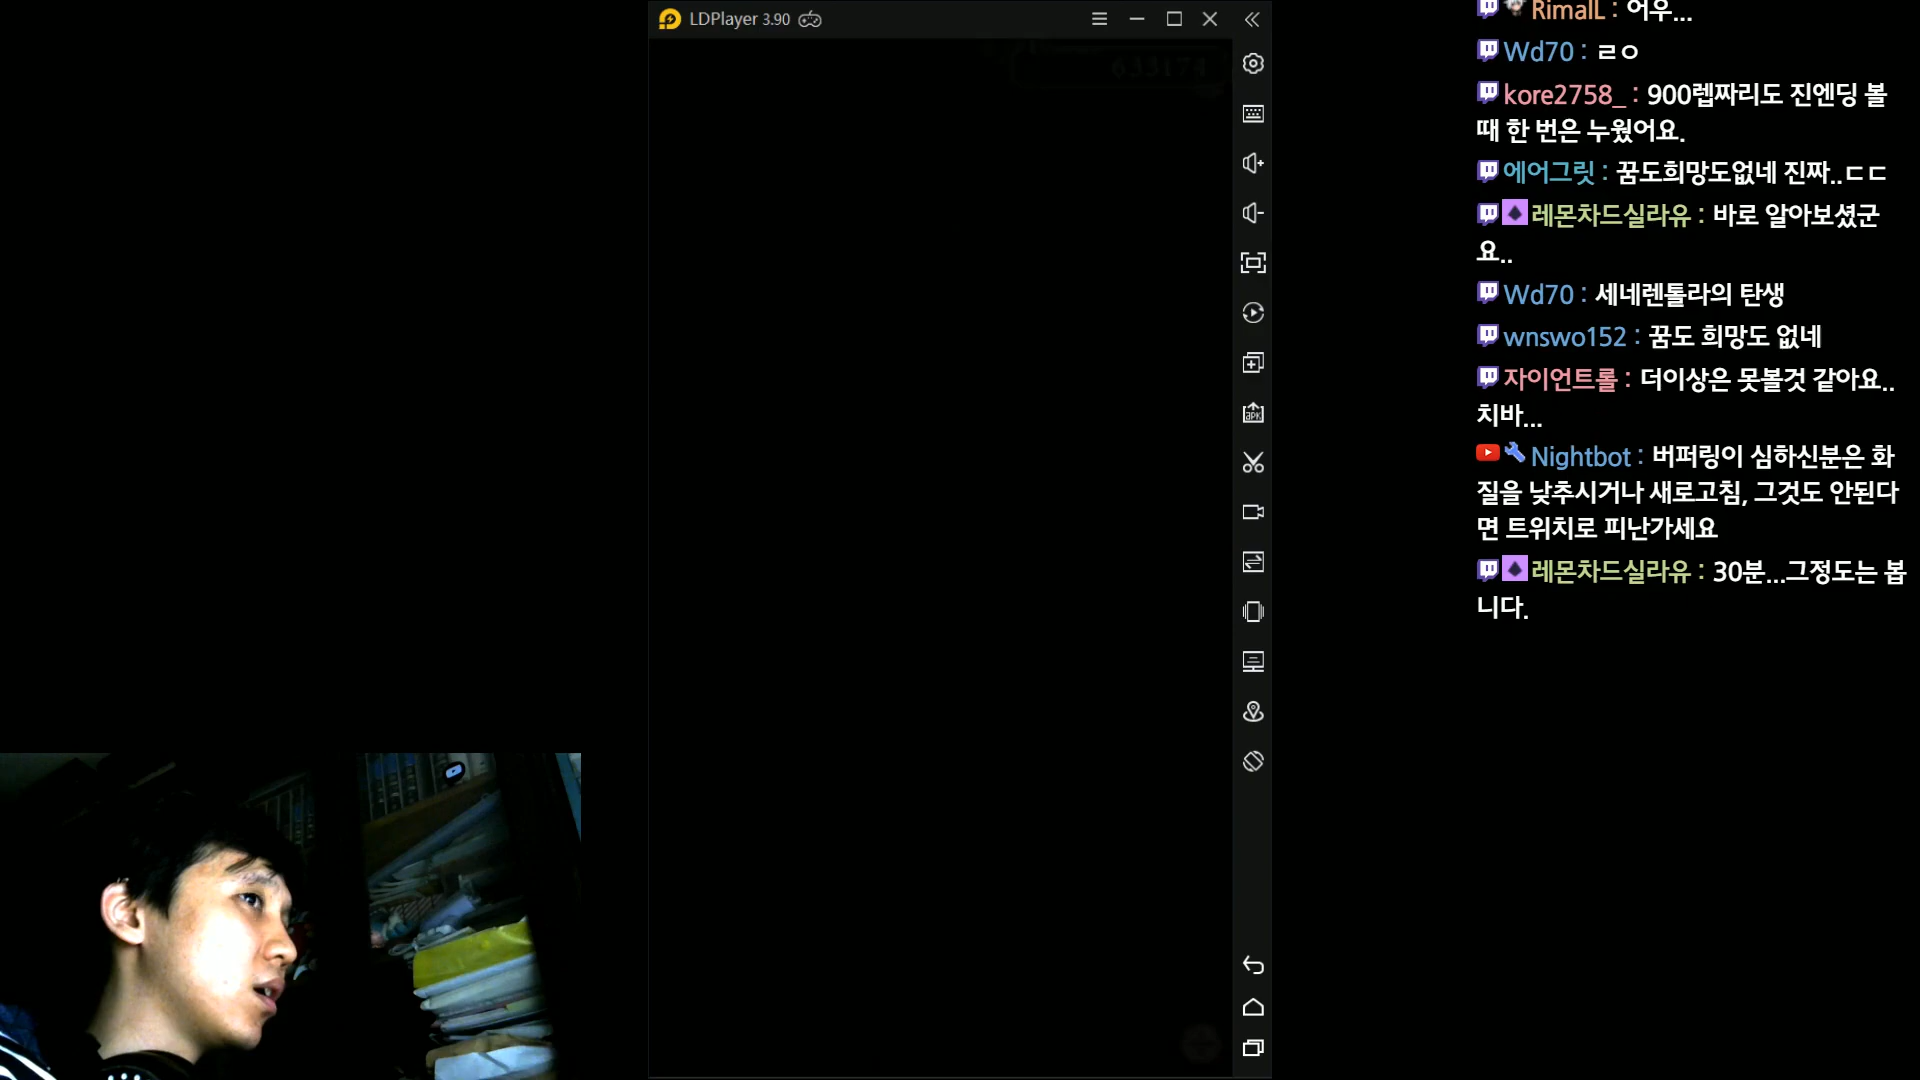 LDPlayer 3.90
633174
RimalL : 어우...
Wd70 : ㄹㅇ
kore2758_ : 900렙짜리도 진엔딩 볼
때 한 번은 누웠어요.
에어그릿 : 꿈도희망도없네 진짜..ㄷㄷ
레몬차드실라유 : 바로 알아보셨군
요..
Wd70 : 세네렌톨라의 탄생
wnswo152 : 꿈도 희망도 없네
자이언트롤 : 더이상은 못볼것 같아요..
치바...
Nightbot : 버퍼링이 심하신분은 화
질을 낮추시거나 새로고침, 그것도 안된다
면 트위치로 피난가세요
레몬차드실라유 : 30분...그정도는 봅
니다.
APK